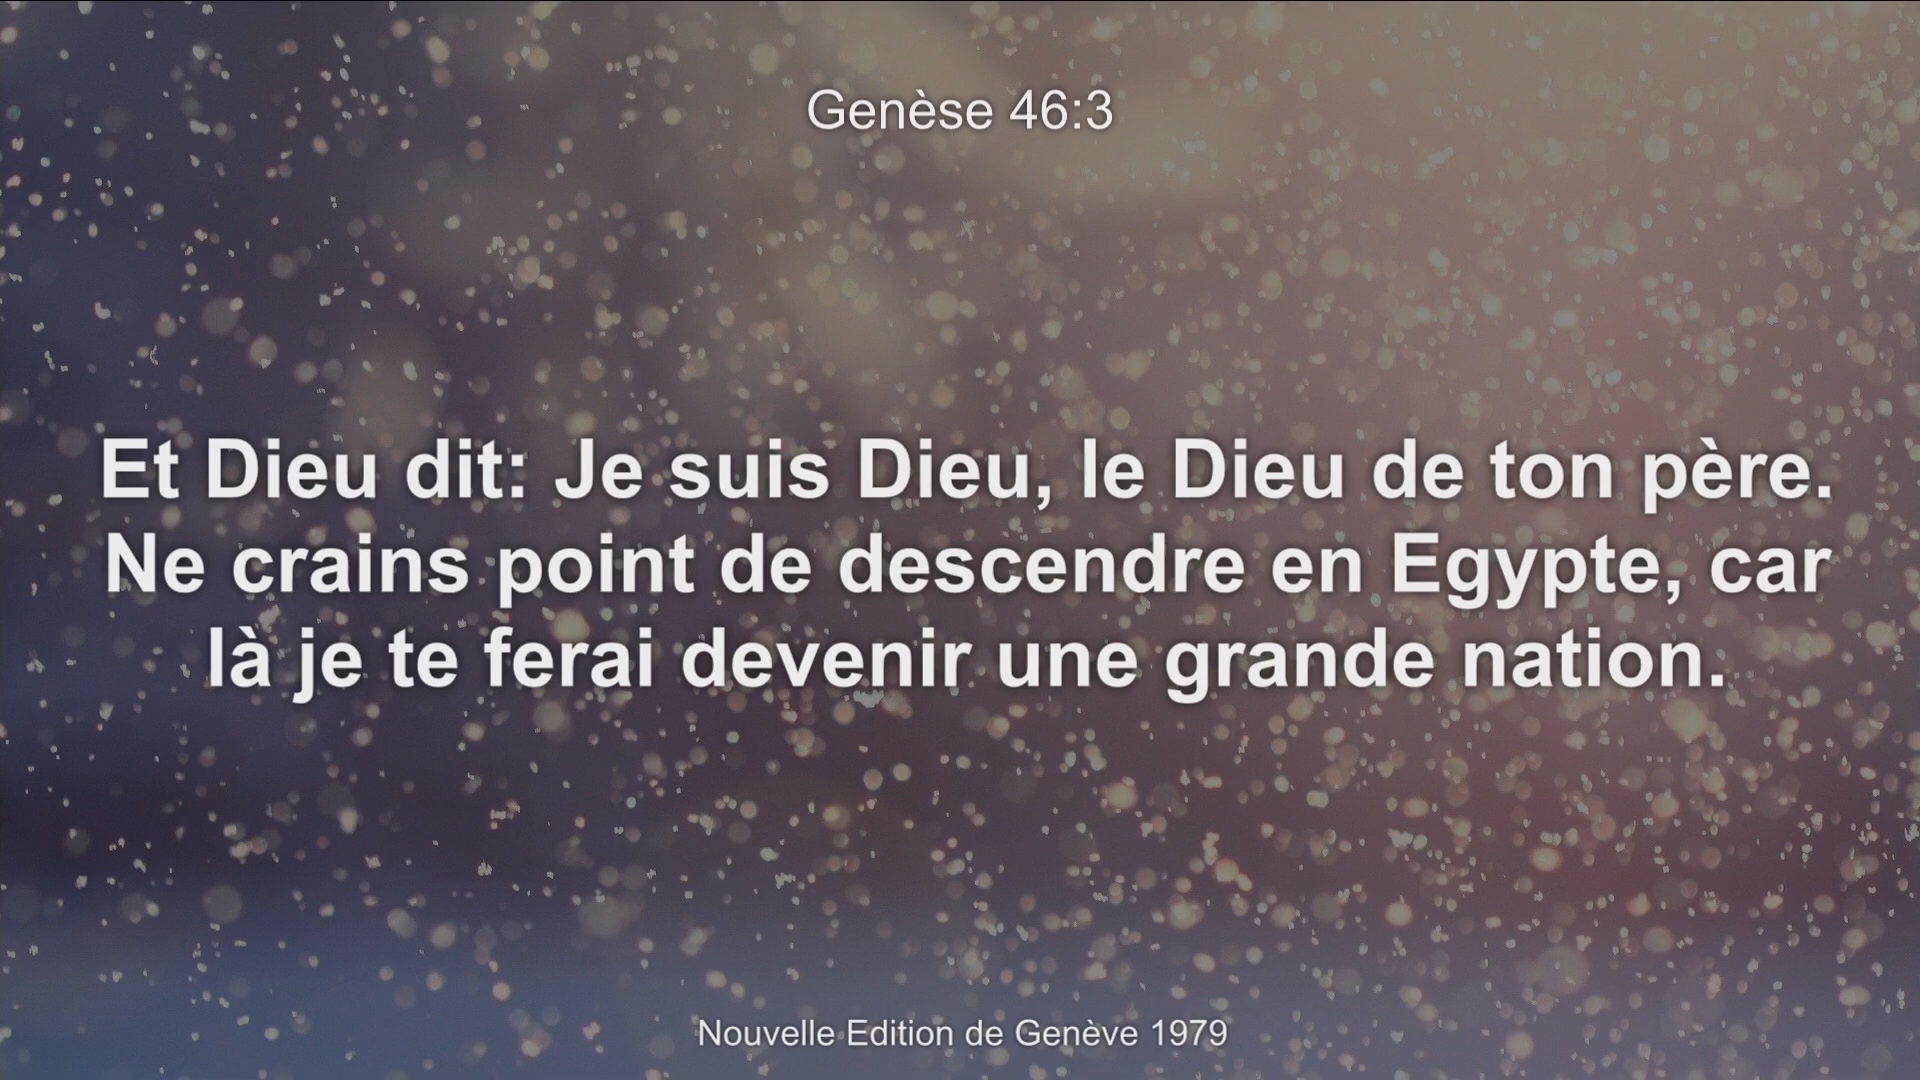 Genèse 46:3
Et Dieu dit: Je suis Dieu, le Dieu de ton père.
Ne crains point de descendre en Egypte, car
là je te ferai devenir une grande nation.
Nouvelle Edition de Genève 1979